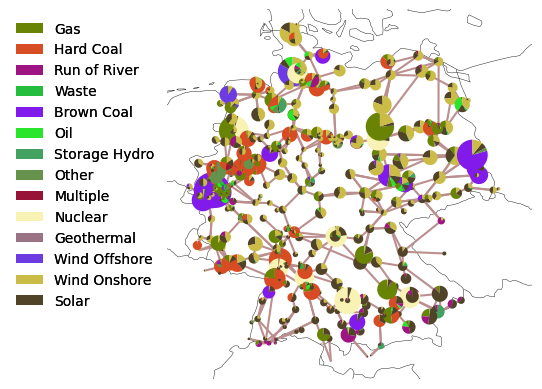 Gas
Hard Coal
Run of River
Waste
Brown Coal
Oil
Storage Hydro
Other
Multiple
Nuclear
Geothermal
Wind Offshore
Wind Onshore
Solar